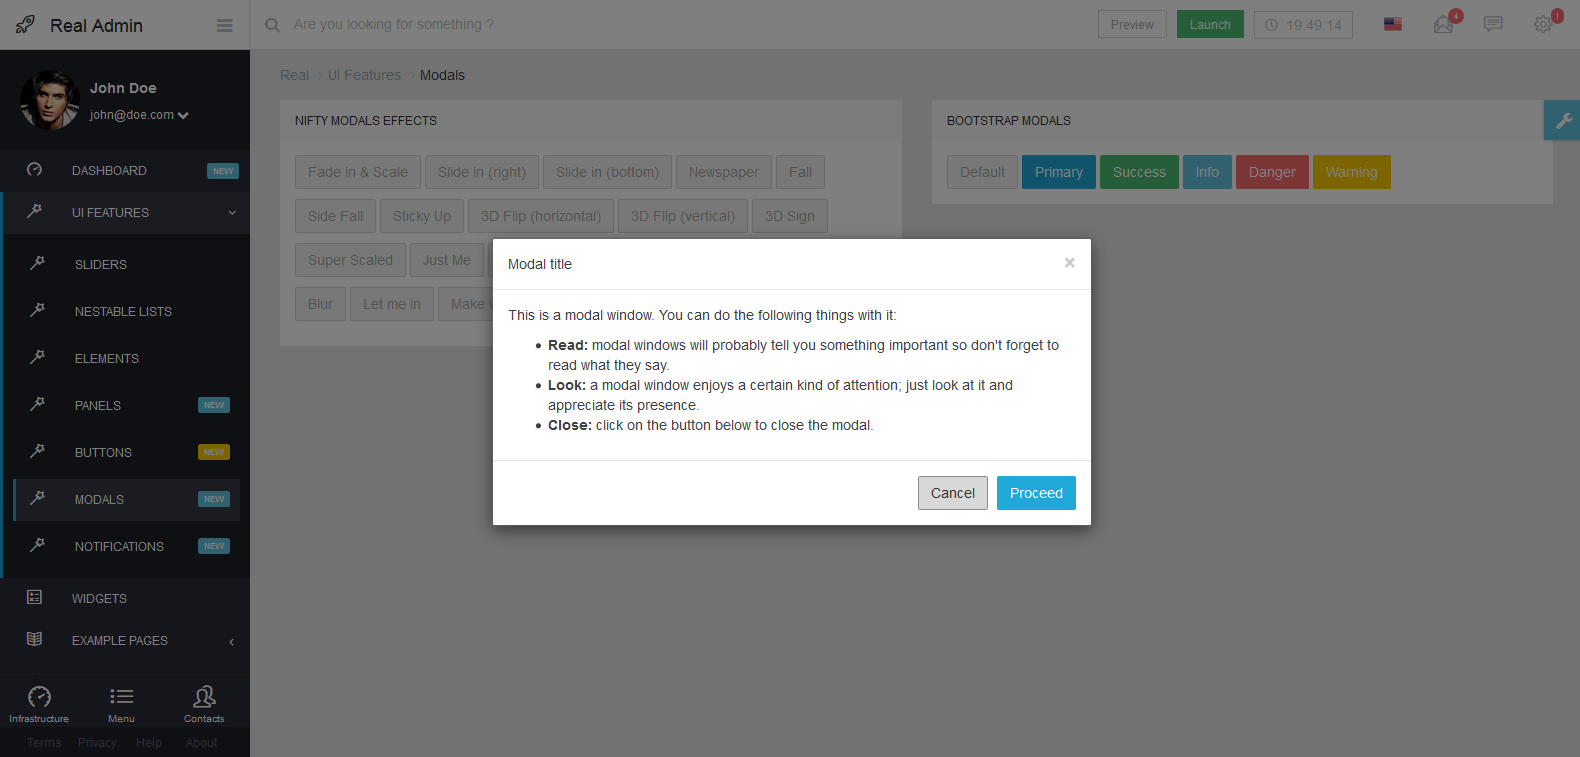 Real Admin
Are you looking for something ?
Preview
Launch
19:49:14
4
1
John Doe
john@doe.com
DASHBOARD NEW
UI FEATURES
SLIDERS
NESTABLE LISTS
ELEMENTS
PANELS NEW
BUTTONS NEW
MODALS NEW
NOTIFICATIONS NEW
WIDGETS
EXAMPLE PAGES
Infrastructure Menu Contacts
Terms Privacy Help About
Real UI Features Modals
NIFTY MODALS EFFECTS
Fade in & Scale Slide in (right) Slide in (bottom) Newspaper Fall
Side Fall Sticky Up 3D Flip (horizontal) 3D Flip (vertical) 3D Sign
Super Scaled Just Me
Blur Let me in Make
BOOTSTRAP MODALS
Default Primary Success Info Danger Warning
Modal title ×
This is a modal window. You can do the following things with it:
• Read: modal windows will probably tell you something important so don't forget to
read what they say.
• Look: a modal window enjoys a certain kind of attention; just look at it and
appreciate its presence.
• Close: click on the button below to close the modal.
Cancel Proceed